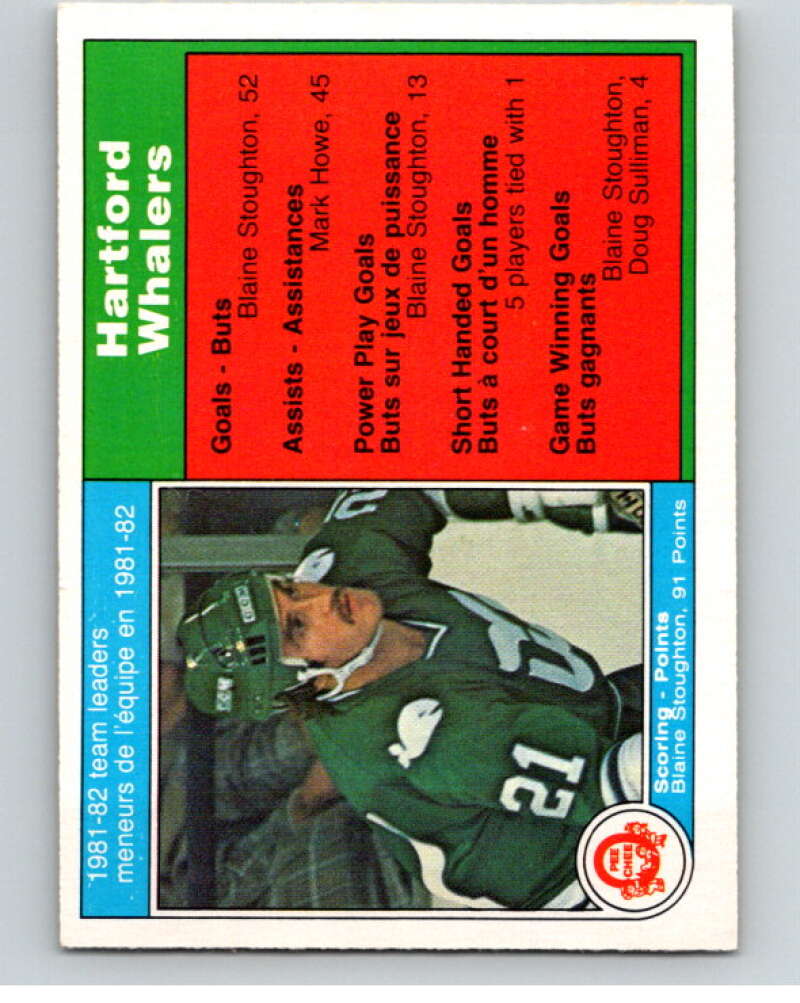 1981-82 team leaders
meneurs de l'équipe en 1981-82
Hartford
Whalers
Goals - Buts
Blaine Stoughton, 52
Assists - Assistances
Mark Howe, 45
Power Play Goals
Buts sur jeux de puissance
Blaine Stoughton, 13
Short Handed Goals
Buts à court d'un homme
5 players tied with 1
Game Winning Goals
Buts gagnants
Blaine Stoughton,
Doug Sulliman, 4
21
Scoring - Points
Blaine Stoughton, 91 Points
O
PEE
CHEE